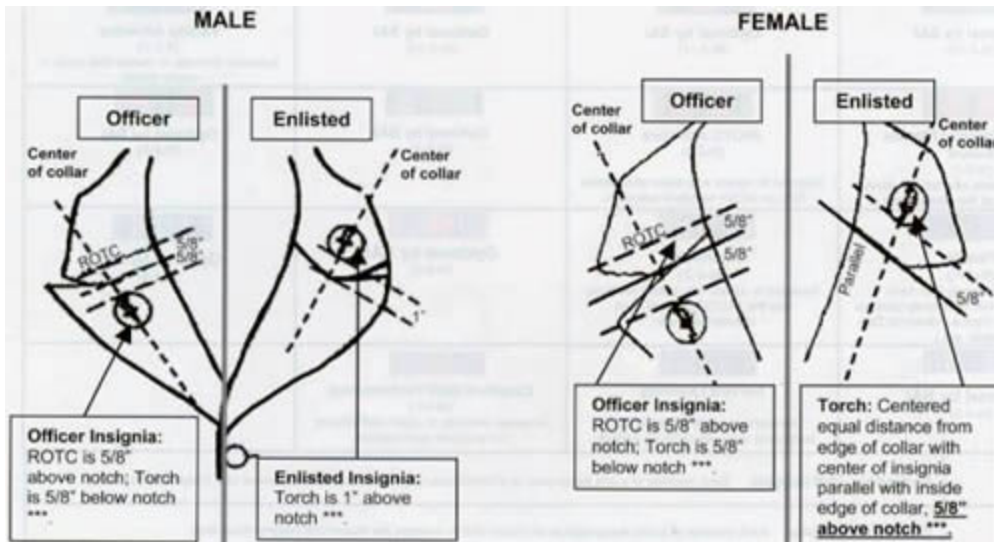 MALE
FEMALE
Officer
Enlisted
Center
of collar
Center
of collar
ROTC
5/8"
5/8"
1"
Officer Insignia:
ROTC is 5/8"
above notch; Torch
is 5/8" below notch
***
Enlisted Insignia:
Torch is 1" above
notch ***
Officer
Enlisted
Center
of collar
Center
of collar
ROTC
5/8"
5/8"
Parallel
5/8"
Officer Insignia:
ROTC is 5/8" above
notch; Torch is 5/8"
below notch ***
Torch: Centered
equal distance from
edge of collar with
center of insignia
parallel with inside
edge of collar, 5/8"
above notch ***